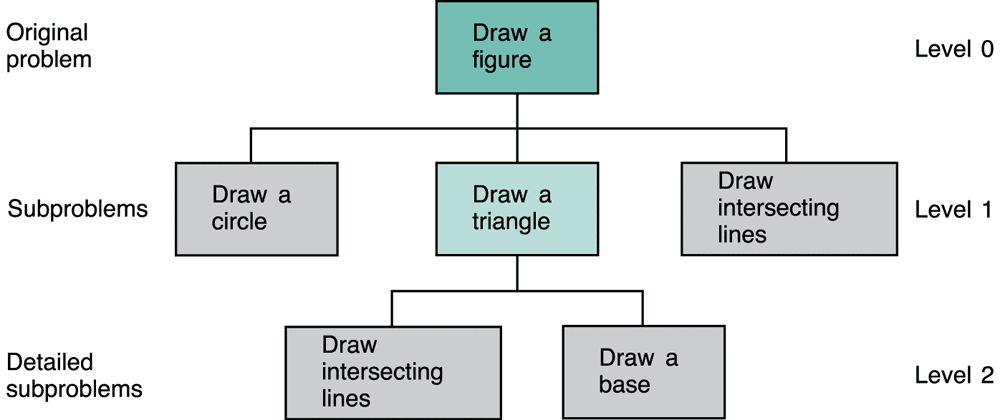 Original
problem
Draw a
figure
Level 0
Subproblems
Draw a
circle
Draw a
triangle
Draw
intersecting
lines
Level 1
Detailed
subproblems
Draw
intersecting
lines
Draw a
base
Level 2